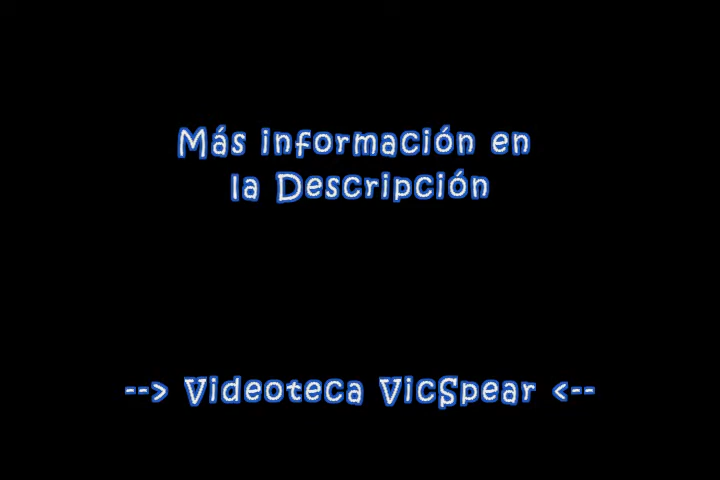 Más información en
la Descripción
--> Videoteca VicSpear <--